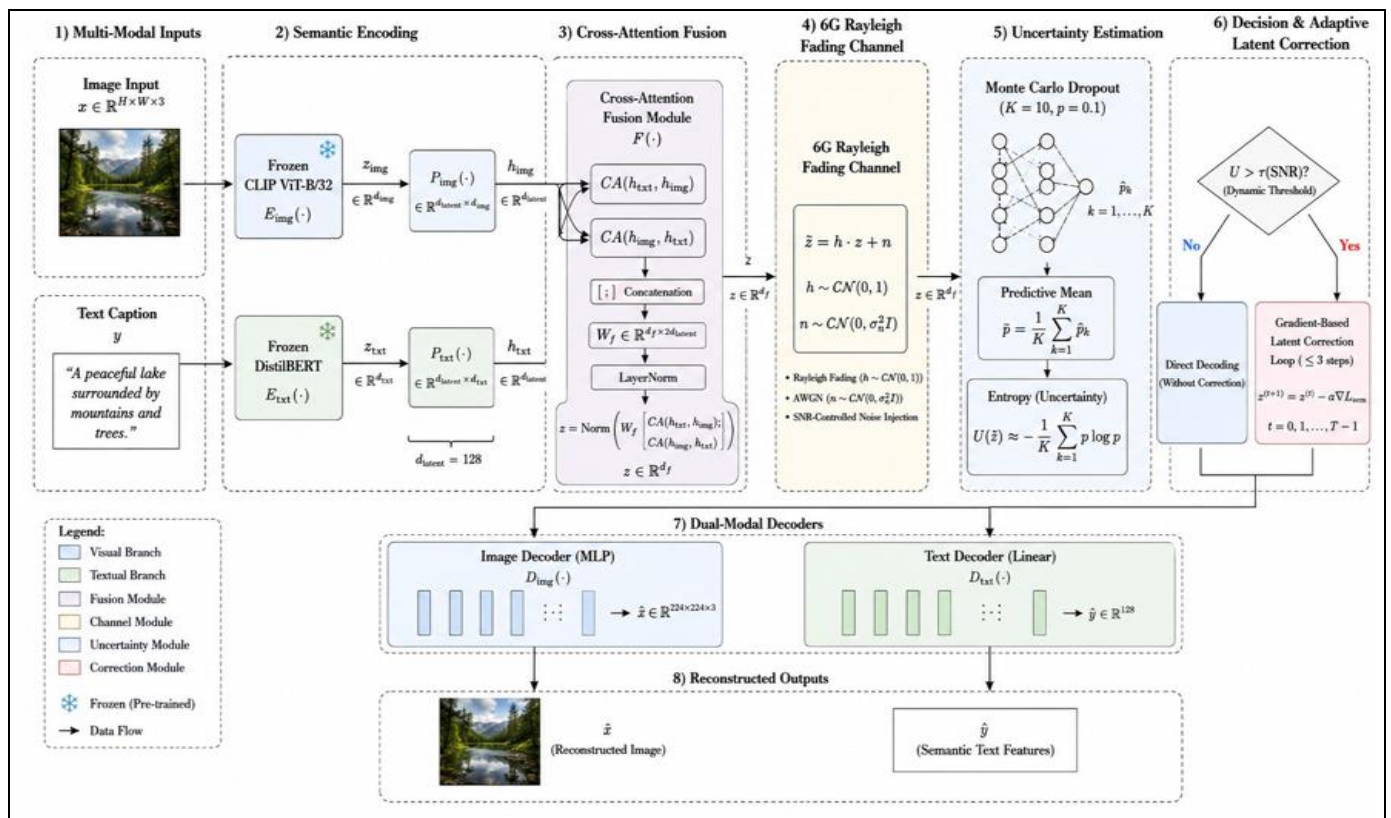 1) Multi-Modal Inputs
Image Input
x ∈ ℝ^{H×W×3}
Text Caption
y
“A peaceful lake
surrounded by
mountains and
trees.”
2) Semantic Encoding
Frozen
CLIP ViT-B/32
E_img(·)
z_img
∈ ℝ^{d_img}
P_img(·)
∈ ℝ^{d_latent × d_img}
h_img
∈ ℝ^{d_latent}
Frozen
DistilBERT
E_txt(·)
z_txt
∈ ℝ^{d_txt}
P_txt(·)
∈ ℝ^{d_latent × d_txt}
h_txt
∈ ℝ^{d_latent}
d_latent = 128
3) Cross-Attention Fusion
Cross-Attention
Fusion Module
F(·)
CA(h_txt, h_img)
CA(h_img, h_txt)
[ ; ] Concatenation
W_f ∈ ℝ^{d_f × 2d_latent}
LayerNorm
z = Norm (W_f [CA(h_txt, h_img);
CA(h_img, h_txt)])
z ∈ ℝ^{d_f}
z
z ∈ ℝ^{d_f}
4) 6G Rayleigh
Fading Channel
6G Rayleigh
Fading Channel
z̃ = h · z + n
h ∼ 𝒞𝒩(0, 1)
n ∼ 𝒞𝒩(0, σ_n^2 I)
• Rayleigh Fading (h ∼ 𝒞𝒩(0, 1))
• AWGN (n ∼ 𝒞𝒩(0, σ_n^2 I))
• SNR-Controlled Noise Injection
z ∈ ℝ^{d_f}
5) Uncertainty Estimation
Monte Carlo Dropout
(K = 10, p = 0.1)
p̂_k
k = 1, …, K
Predictive Mean
p̄ = 1/K ∑_{k=1}^{K} p̂_k
Entropy (Uncertainty)
U(z̃) ≈ − 1/K ∑_{k=1}^{K} p log p
6) Decision & Adaptive
Latent Correction
U > τ(SNR)?
(Dynamic Threshold)
No
Yes
Direct Decoding
(Without Correction)
Gradient-Based
Latent Correction
Loop ( ≤ 3 steps)
z^{(t+1)} = z^{(t)} − a∇L_sem
t = 0, 1, …, T − 1
Legend:
Visual Branch
Textual Branch
Fusion Module
Channel Module
Uncertainty Module
Correction Module
Frozen (Pre-trained)
Data Flow
7) Dual-Modal Decoders
Image Decoder (MLP)
D_img(·)
x̂ ∈ ℝ^{224×224×3}
Text Decoder (Linear)
D_txt(·)
ŷ ∈ ℝ^{128}
8) Reconstructed Outputs
x̂
(Reconstructed Image)
ŷ
(Semantic Text Features)